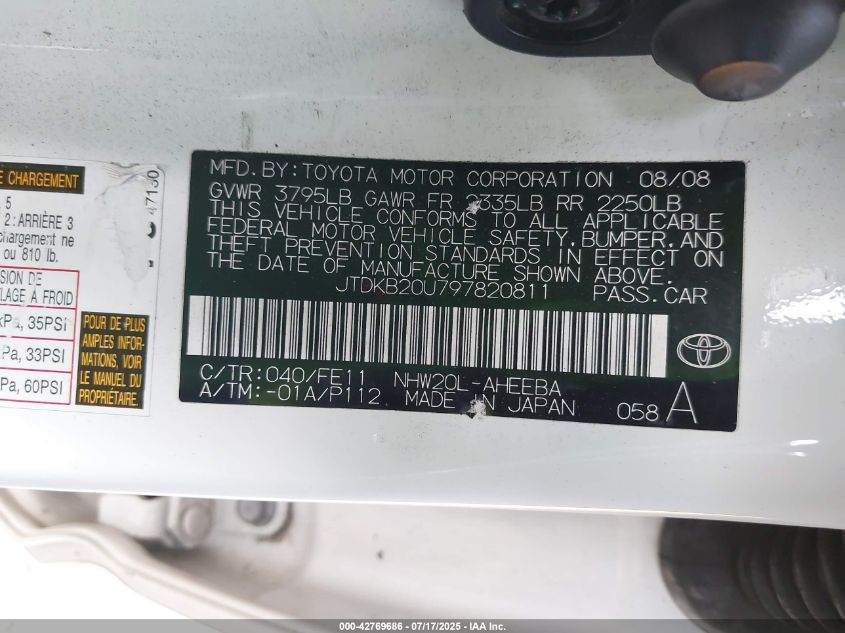 E CHARGEMENT
5
2: ARRIÈRE 3
chargement ne
ou 810 lb.
SION DE
FLAGE À FROID
kPa, 35PSI
Pa, 33PSI
Pa, 60PSI
47130
POUR DE PLUS
AMPLES INFOR-
MATIONS, VOIR
LE MANUEL DU
PROPRIÉTAIRE.
MFD. BY: TOYOTA MOTOR CORPORATION 08/08
GVWR 3795LB GAWR FR 335LB RR 2250LB
THIS VEHICLE CONFORMS TO ALL APPLICABLE
FEDERAL MOTOR VEHICLE SAFETY, BUMPER, AND
THEFT PREVENTION STANDARDS IN EFFECT ON
THE DATE OF MANUFACTURE SHOWN ABOVE.
JTDKB20U797820811 PASS. CAR
C/TR: 040/FE11 NHW20L-AHEEBA
A/TM: -01A/P112 MADE IN JAPAN
058 A
000-42769686 - 07/17/2025 - IAA Inc.